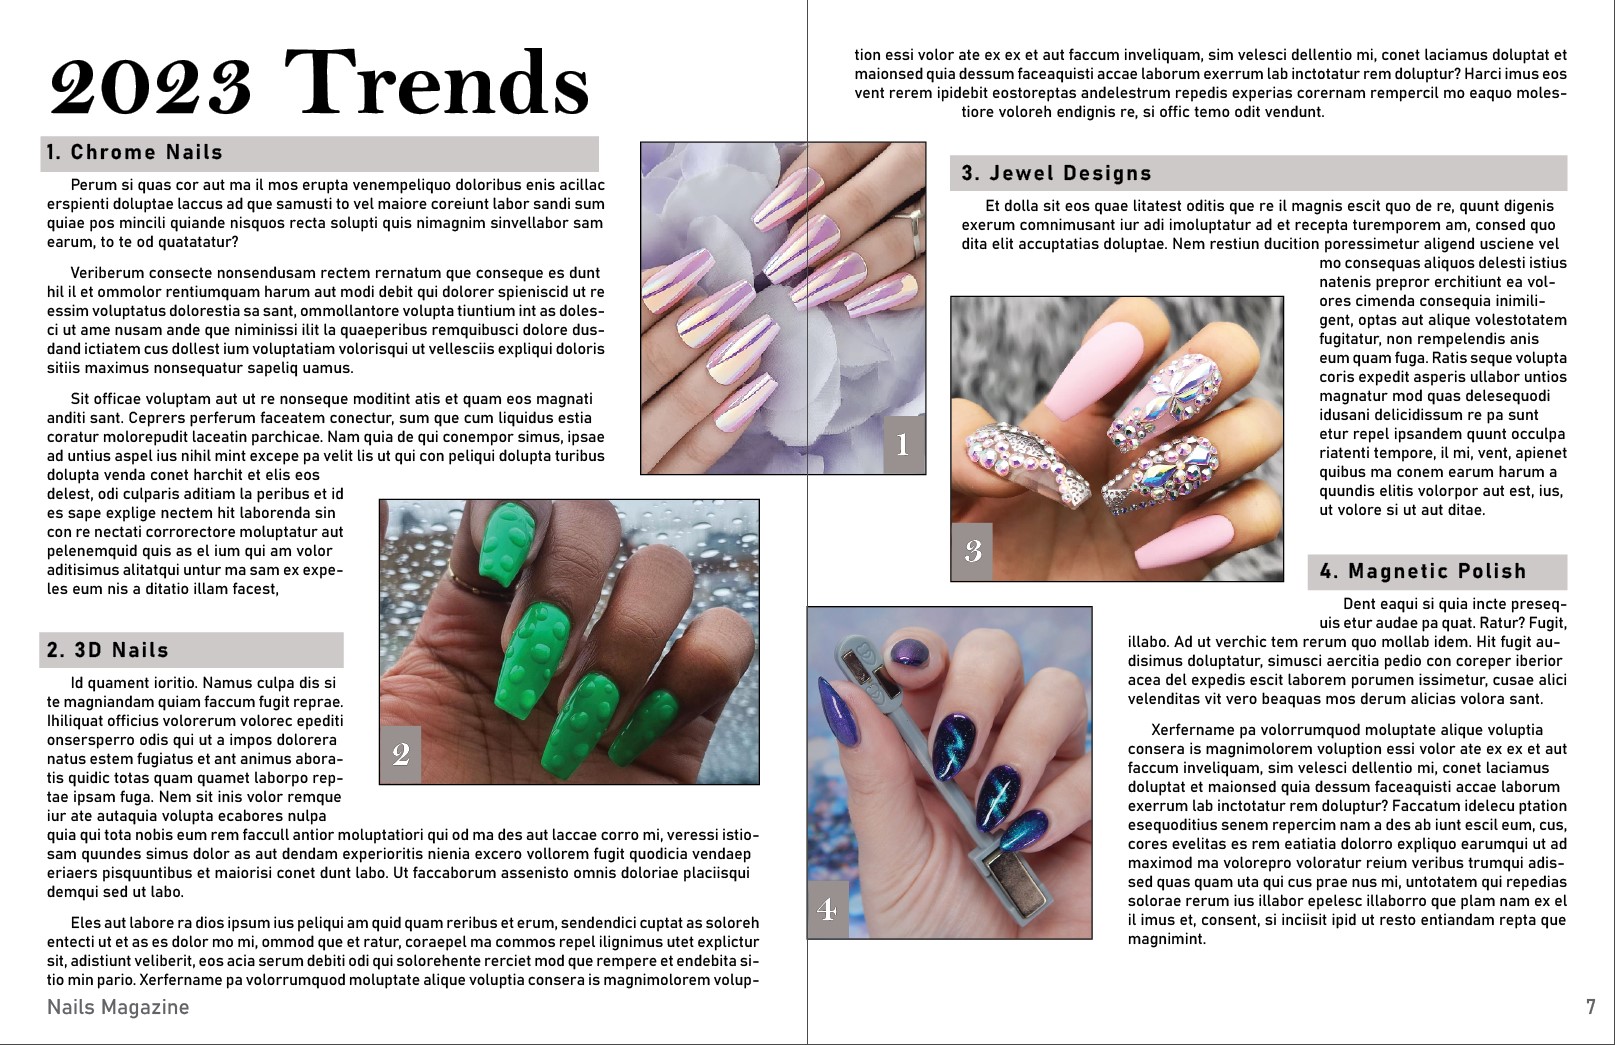 2023 Trends
1. Chrome Nails
Perum si quas cor aut ma il mos erupta venempeliquo doloribus enis acillac
erspienti doluptae laccus ad que samusti to vel maiore coreiunt labor sandi sum
quiae pos mincili quiande nisquos recta solupti quis nimagnim sinvellabor sam
earum, to te od quatatatur?
Veriberum consecte nonsendusam rectem rernatum que conseque es dunt
hil il et ommolor rentiumquam harum aut modi debit qui dolorer spieniscid ut re
essim voluptatus dolorestia sa sant, ommollantore volupta tiuntium int as doles-
ci ut ame nusam ande que niminissi ilit la quaeperibus remquibusci dolore dus-
dand ictiatem cus dollest ium voluptatiam volorisqui ut vellesciis expliqui doloris
sitiis maximus nonsequatur sapeliq uamus.
Sit officae voluptam aut ut re nonseque moditint atis et quam eos magnati
anditi sant. Ceprers perferum faceatem conectur, sum que cum liquidus estia
coratur molorepudit laceatin parchicae. Nam quia de qui conempor simus, ipsae
ad untius aspel ius nihil mint excepe pa velit lis ut qui con peliqui dolupta turibus
dolupta venda conet harchit et elis eos
delest, odi culparis aditiam la peribus et id
es sape explige nectem hit laborenda sin
con re nectati corrorectore moluptatur aut
pelenemquid quis as el ium qui am volor
aditisimus alitatqui untur ma sam ex expe-
les eum nis a ditatio illam facest,
2. 3D Nails
Id quament ioritio. Namus culpa dis si
te magniandam quiam faccum fugit reprae.
Ihiliquat officius volorerum volorec epediti
onsersperro odis qui ut a impos dolorera
natus estem fugiatus et ant animus abora-
tis quidic totas quam quamet laborpo rep-
tae ipsam fuga. Nem sit inis volor remque
iur ate autaquia volupta ecabores nulpa
quia qui tota nobis eum rem faccull antior moluptatiori qui od ma des aut laccae corro mi, veressi istio-
sam quundes simus dolor as aut dendam experioritis nienia excero vollorem fugit quodicia vendaep
eriaers pisquuntibus et maiorisi conet dunt labo. Ut faccaborum assenisto omnis doloriae placiisqui
demqui sed ut labo.
Eles aut labore ra dios ipsum ius peliqui am quid quam reribus et erum, sendendici cuptat as soloreh
entecti ut et as es dolor mo mi, ommod que et ratur, coraepel ma commos repel ilignimus utet explictur
sit, adistiunt veliberit, eos acia serum debiti odi qui solorehente rerciet mod que rempere et endebita si-
tio min pario. Xerfername pa volorrumquod moluptate alique voluptia consera is magnimolorem volup-
Nails Magazine
tion essi volor ate ex ex et aut faccum inveliquam, sim velesci dellentio mi, conet laciamus doluptat et
maionsed quia dessum faceaquisti accae laborum exerrum lab inctotatur rem doluptur? Harci imus eos
vent rerem ipidebit eostoreptas andelestrum repedis experias corernam rempercil mo eaquo moles-
tiore voloreh endignis re, si offic temo odit vendunt.
1
2
3. Jewel Designs
Et dolla sit eos quae litatest oditis que re il magnis escit quo de re, quunt digenis
exerum comnimusant iur adi imoluptatur ad et recepta turemporem am, consed quo
dita elit accuptatias doluptae. Nem restiun ducition poressimetur aligend usciene vel
mo consequas aliquos delesti istius
natenis prepror erchitiunt ea vol-
ores cimenda consequia inimili-
gent, optas aut alique volestotatem
fugitatur, non rempelendis anis
eum quam fuga. Ratis seque volupta
coris expedit asperis ullabor untios
magnatur mod quas delesequodi
idusani delicidissum re pa sunt
etur repel ipsandem quunt occulpa
riatenti tempore, il mi, vent, apienet
quibus ma conem earum harum a
quundis elitis volorpor aut est, ius,
ut volore si ut aut ditae.
3
4. Magnetic Polish
Dent eaqui si quia incte preseq-
uis etur audae pa quat. Ratur? Fugit,
illabo. Ad ut verchic tem rerum quo mollab idem. Hit fugit au-
disimus doluptatur, simusci aercitia pedio con coreper iberior
acea del expedis escit laborem porumen issimetur, cusae alici
velenditas vit vero beaquas mos derum alicias volora sant.
Xerfername pa volorrumquod moluptate alique voluptia
consera is magnimolorem voluption essi volor ate ex ex et aut
faccum inveliquam, sim velesci dellentio mi, conet laciamus
doluptat et maionsed quia dessum faceaquisti accae laborum
exerrum lab inctotatur rem doluptur? Faccatum idelecu ptation
esequoditius senem repercim nam a des ab iunt escil eum, cus,
cores evelitas es rem eatiatia dolorro expliquo earumqui ut ad
maximod ma volorepro voloratur reium veribus trumqui adis-
sed quas quam uta qui cus prae nus mi, untotatem qui repedias
solorae rerum ius illabor epelesc illaborro que plam nam ex el
il imus et, consent, si inciisit ipid ut resto entiandam repta que
magnimint.
4
7